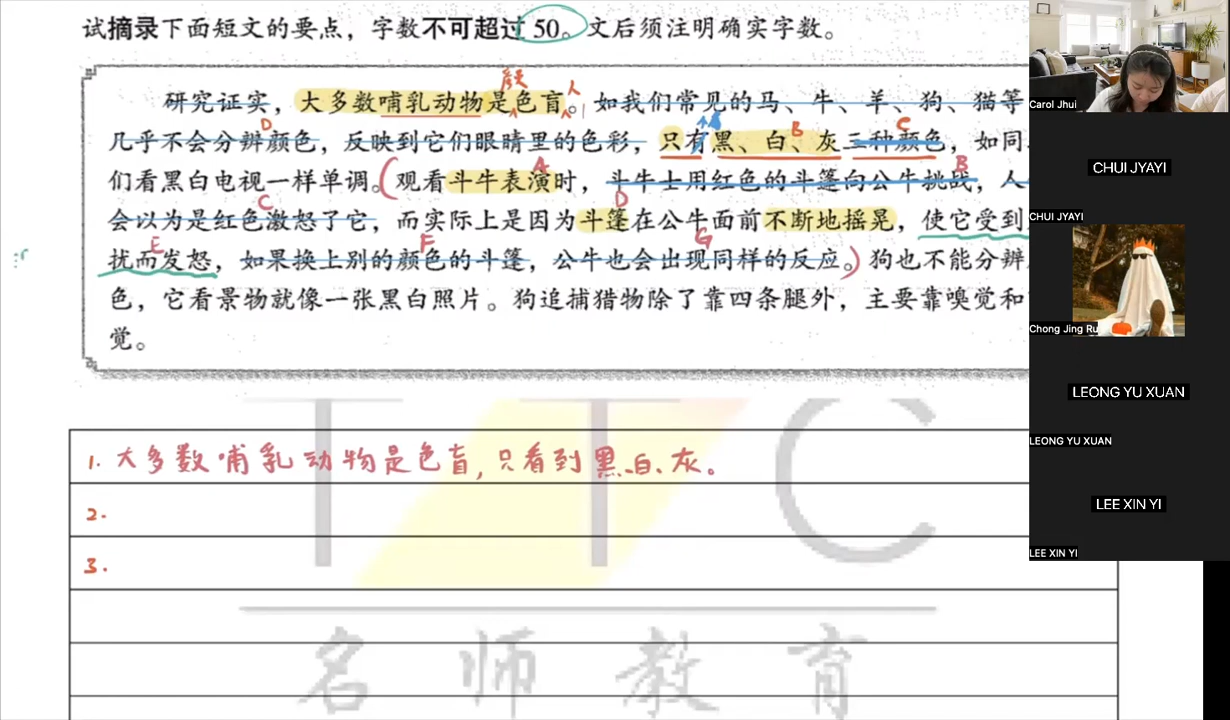 试摘录下面短文的要点，字数不可超过 50。文后须注明确实字数。
研究证实，大多数哺乳动物是色盲。如我们常见的马、牛、羊、狗、猫等
几乎不会分辨颜色，反映到它们眼睛里的色彩，只有黑、白、灰三种颜色，如同
们看黑白电视一样单调。(观看斗牛表演时，斗牛士用红色的斗篷向公牛挑战，人
会以为是红色激怒了它，而实际上是因为斗篷在公牛面前不断地摇晃，使它受到
扰而发怒，如果换上别的颜色的斗篷，公牛也会出现同样的反应。)狗也不能分辨
色，它看景物就像一张黑白照片。狗追捕猎物除了靠四条腿外，主要靠嗅觉和
觉。
1. 大多数哺乳动物是色盲，只看到黑、白、灰。
2.
3.
TTC
名师教育
Carol Jhui
CHUI JYAYI
CHUI JYAYI
Chong Jing Ru
LEONG YU XUAN
LEONG YU XUAN
LEE XIN YI
LEE XIN YI